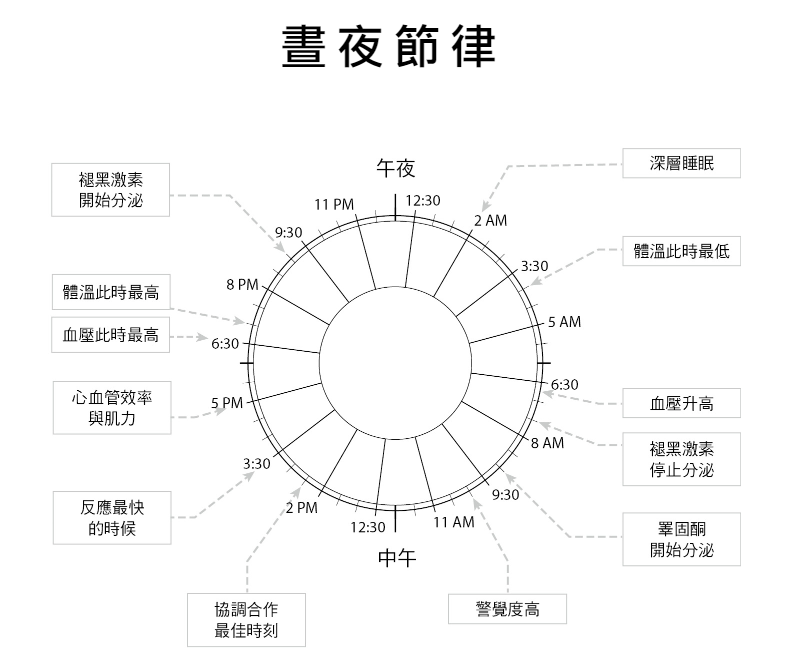 晝夜節律
午夜
12:30
2 AM
3:30
5 AM
6:30
8 AM
9:30
11 AM
中午
12:30
2 PM
3:30
5 PM
6:30
8 PM
9:30
11 PM
深層睡眠
體溫此時最低
血壓升高
褪黑激素
停止分泌
睪固酮
開始分泌
警覺度高
協調合作
最佳時刻
反應最快
的時候
心血管效率
與肌力
血壓此時最高
體溫此時最高
褪黑激素
開始分泌